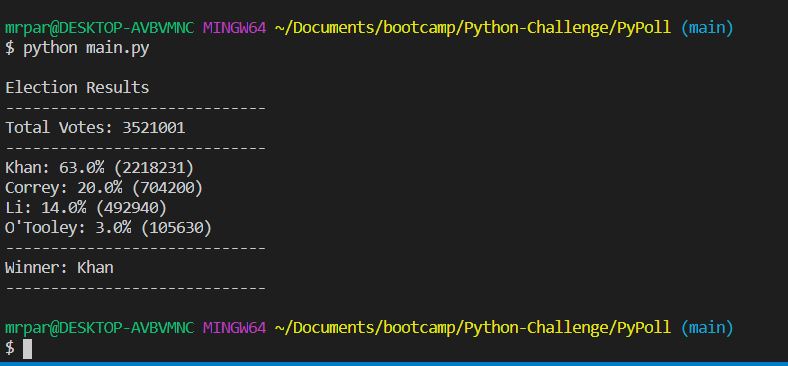 mrpar@DESKTOP-AVBVMNC MINGW64 ~/Documents/bootcamp/Python-Challenge/PyPoll (main)
$ python main.py
Election Results
----------------------------
Total Votes: 3521001
----------------------------
Khan: 63.0% (2218231)
Correy: 20.0% (704200)
Li: 14.0% (492940)
O'Tooley: 3.0% (105630)
----------------------------
Winner: Khan
----------------------------
mrpar@DESKTOP-AVBVMNC MINGW64 ~/Documents/bootcamp/Python-Challenge/PyPoll (main)
$